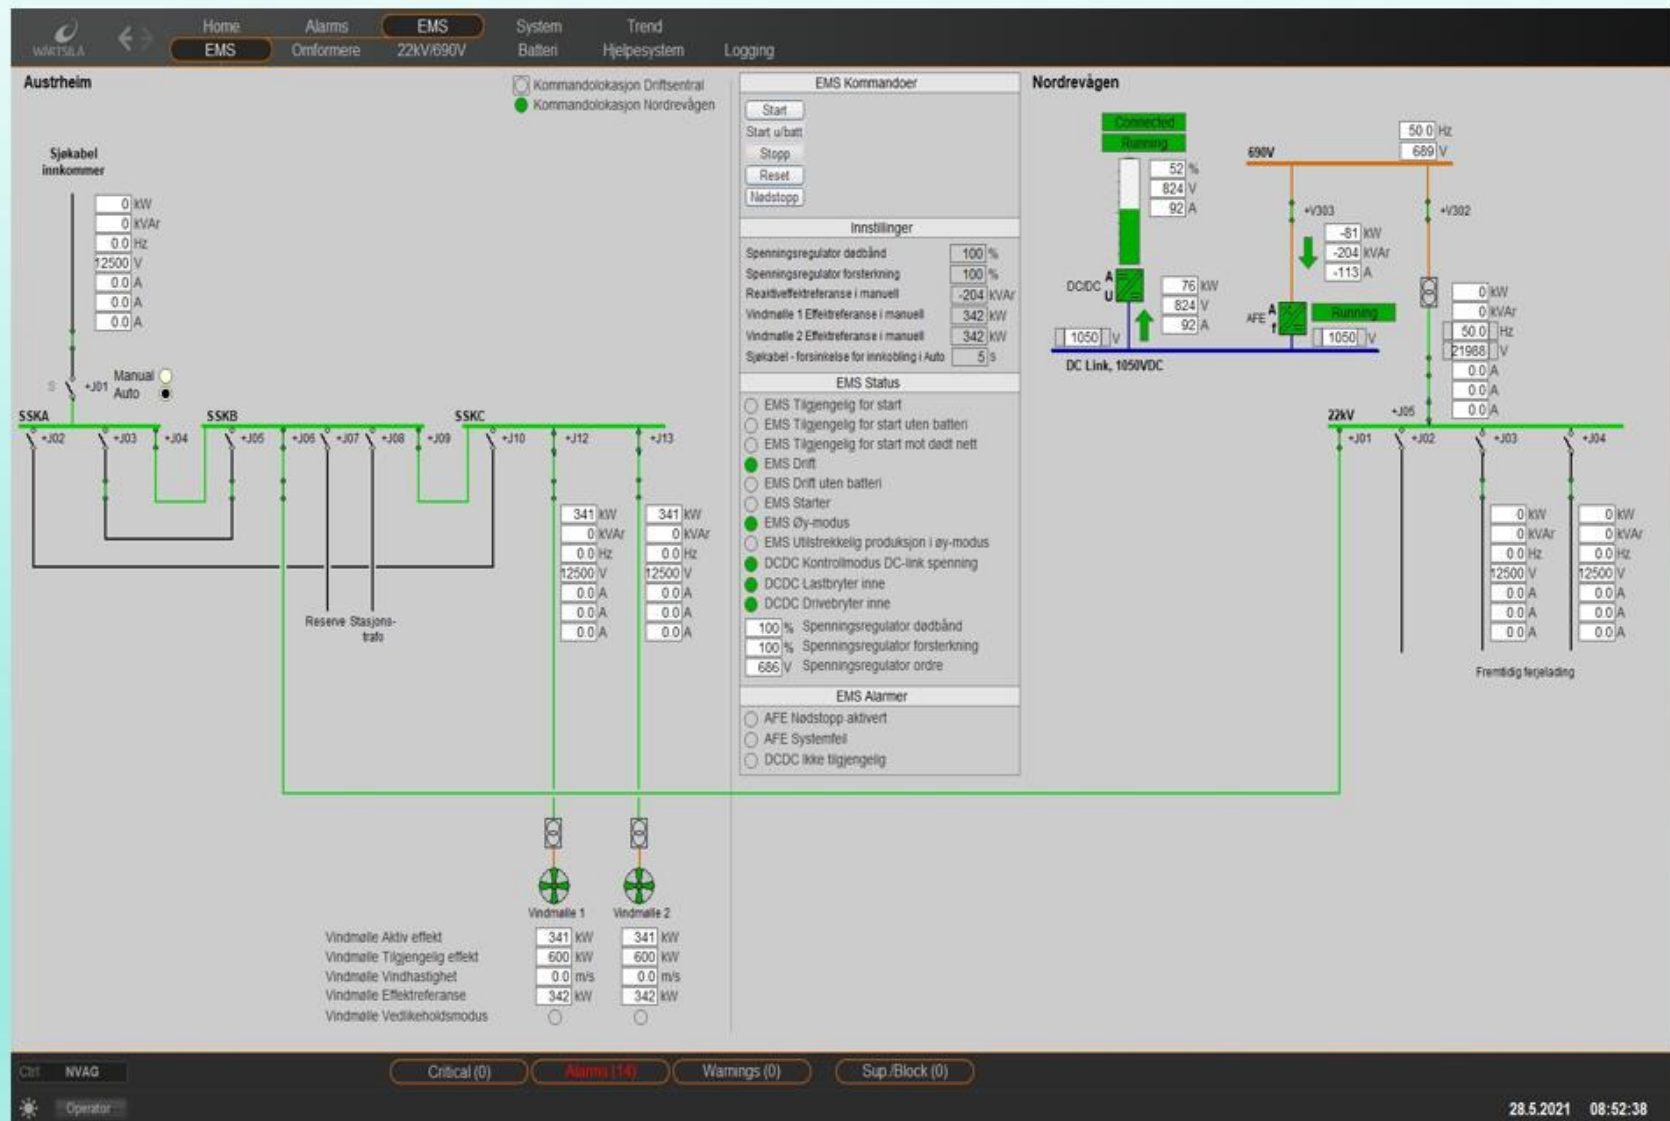 WÄRTSILÄ
Home Alarms EMS System Trend
EMS Omformere 22kV/690V Batteri Hjelpesystem Logging
Austrheim
Kommandolokasjon Driftsentral
Kommandolokasjon Nordrevågen
Sjøkabel
innkommer
0 kW
0 kVAr
0.0 Hz
12500 V
0.0 A
0.0 A
0.0 A
S +J01 Manual
Auto
SSKA SSKB SSKC
+J02 +J03 +J04 +J05 +J06 +J07 +J08 +J09 +J10 +J12 +J13
341 kW 341 kW
0 kVAr 0 kVAr
0.0 Hz 0.0 Hz
12500 V 12500 V
0.0 A 0.0 A
0.0 A 0.0 A
0.0 A 0.0 A
Reserve Stasjons-
trafo
Vindmølle 1 Vindmølle 2
Vindmølle Aktiv effekt 341 kW 341 kW
Vindmølle Tilgjengelig effekt 600 kW 600 kW
Vindmølle Vindhastighet 0.0 m/s 0.0 m/s
Vindmølle Effektreferanse 342 kW 342 kW
Vindmølle Vedlikeholdsmodus
EMS Kommandoer
Start
Start u/batt
Stopp
Reset
Nødstopp
Innstillinger
Spenningsregulator dødbånd 100 %
Spenningsregulator forsterkning 100 %
Reaktiveffektreferanse i manuell -204 kVAr
Vindmølle 1 Effektreferanse i manuell 342 kW
Vindmølle 2 Effektreferanse i manuell 342 kW
Sjøkabel - forsinkelse for innkobling i Auto 5 s
EMS Status
EMS Tilgjengelig for start
EMS Tilgjengelig for start uten batteri
EMS Tilgjengelig for start mot dødt nett
EMS Drift
EMS Drift uten batteri
EMS Starter
EMS Øy-modus
EMS Utilstrekkelig produksjon i øy-modus
DCDC Kontrollmodus DC-link spenning
DCDC Lastbryter inne
DCDC Drivebryter inne
100 % Spenningsregulator dødbånd
100 % Spenningsregulator forsterkning
686 V Spenningsregulator ordre
EMS Alarmer
AFE Nødstopp aktivert
AFE Systemfeil
DCDC Ikke tilgjengelig
Nordrevågen
Connected
Running
52 %
824 V
92 A
DC/DC A
U
76 kW
824 V
92 A
1050 V
DC Link, 1050VDC
690V
50.0 Hz
689 V
+V303
-81 kW
-204 kVAr
-113 A
+V302
AFE A
f
Running
1050 V
0 kW
0 kVAr
50.0 Hz
21988 V
0.0 A
0.0 A
0.0 A
22kV +J05
+J01 +J02 +J03 +J04
0 kW 0 kW
0 kVAr 0 kVAr
0.0 Hz 0.0 Hz
12500 V 12500 V
0.0 A 0.0 A
0.0 A 0.0 A
0.0 A 0.0 A
Fremtidig ferjelading
Ctrl NVAG Critical (0) Alarms (14) Warnings (0) Sup./Block (0)
Operator 28.5.2021 08:52:38